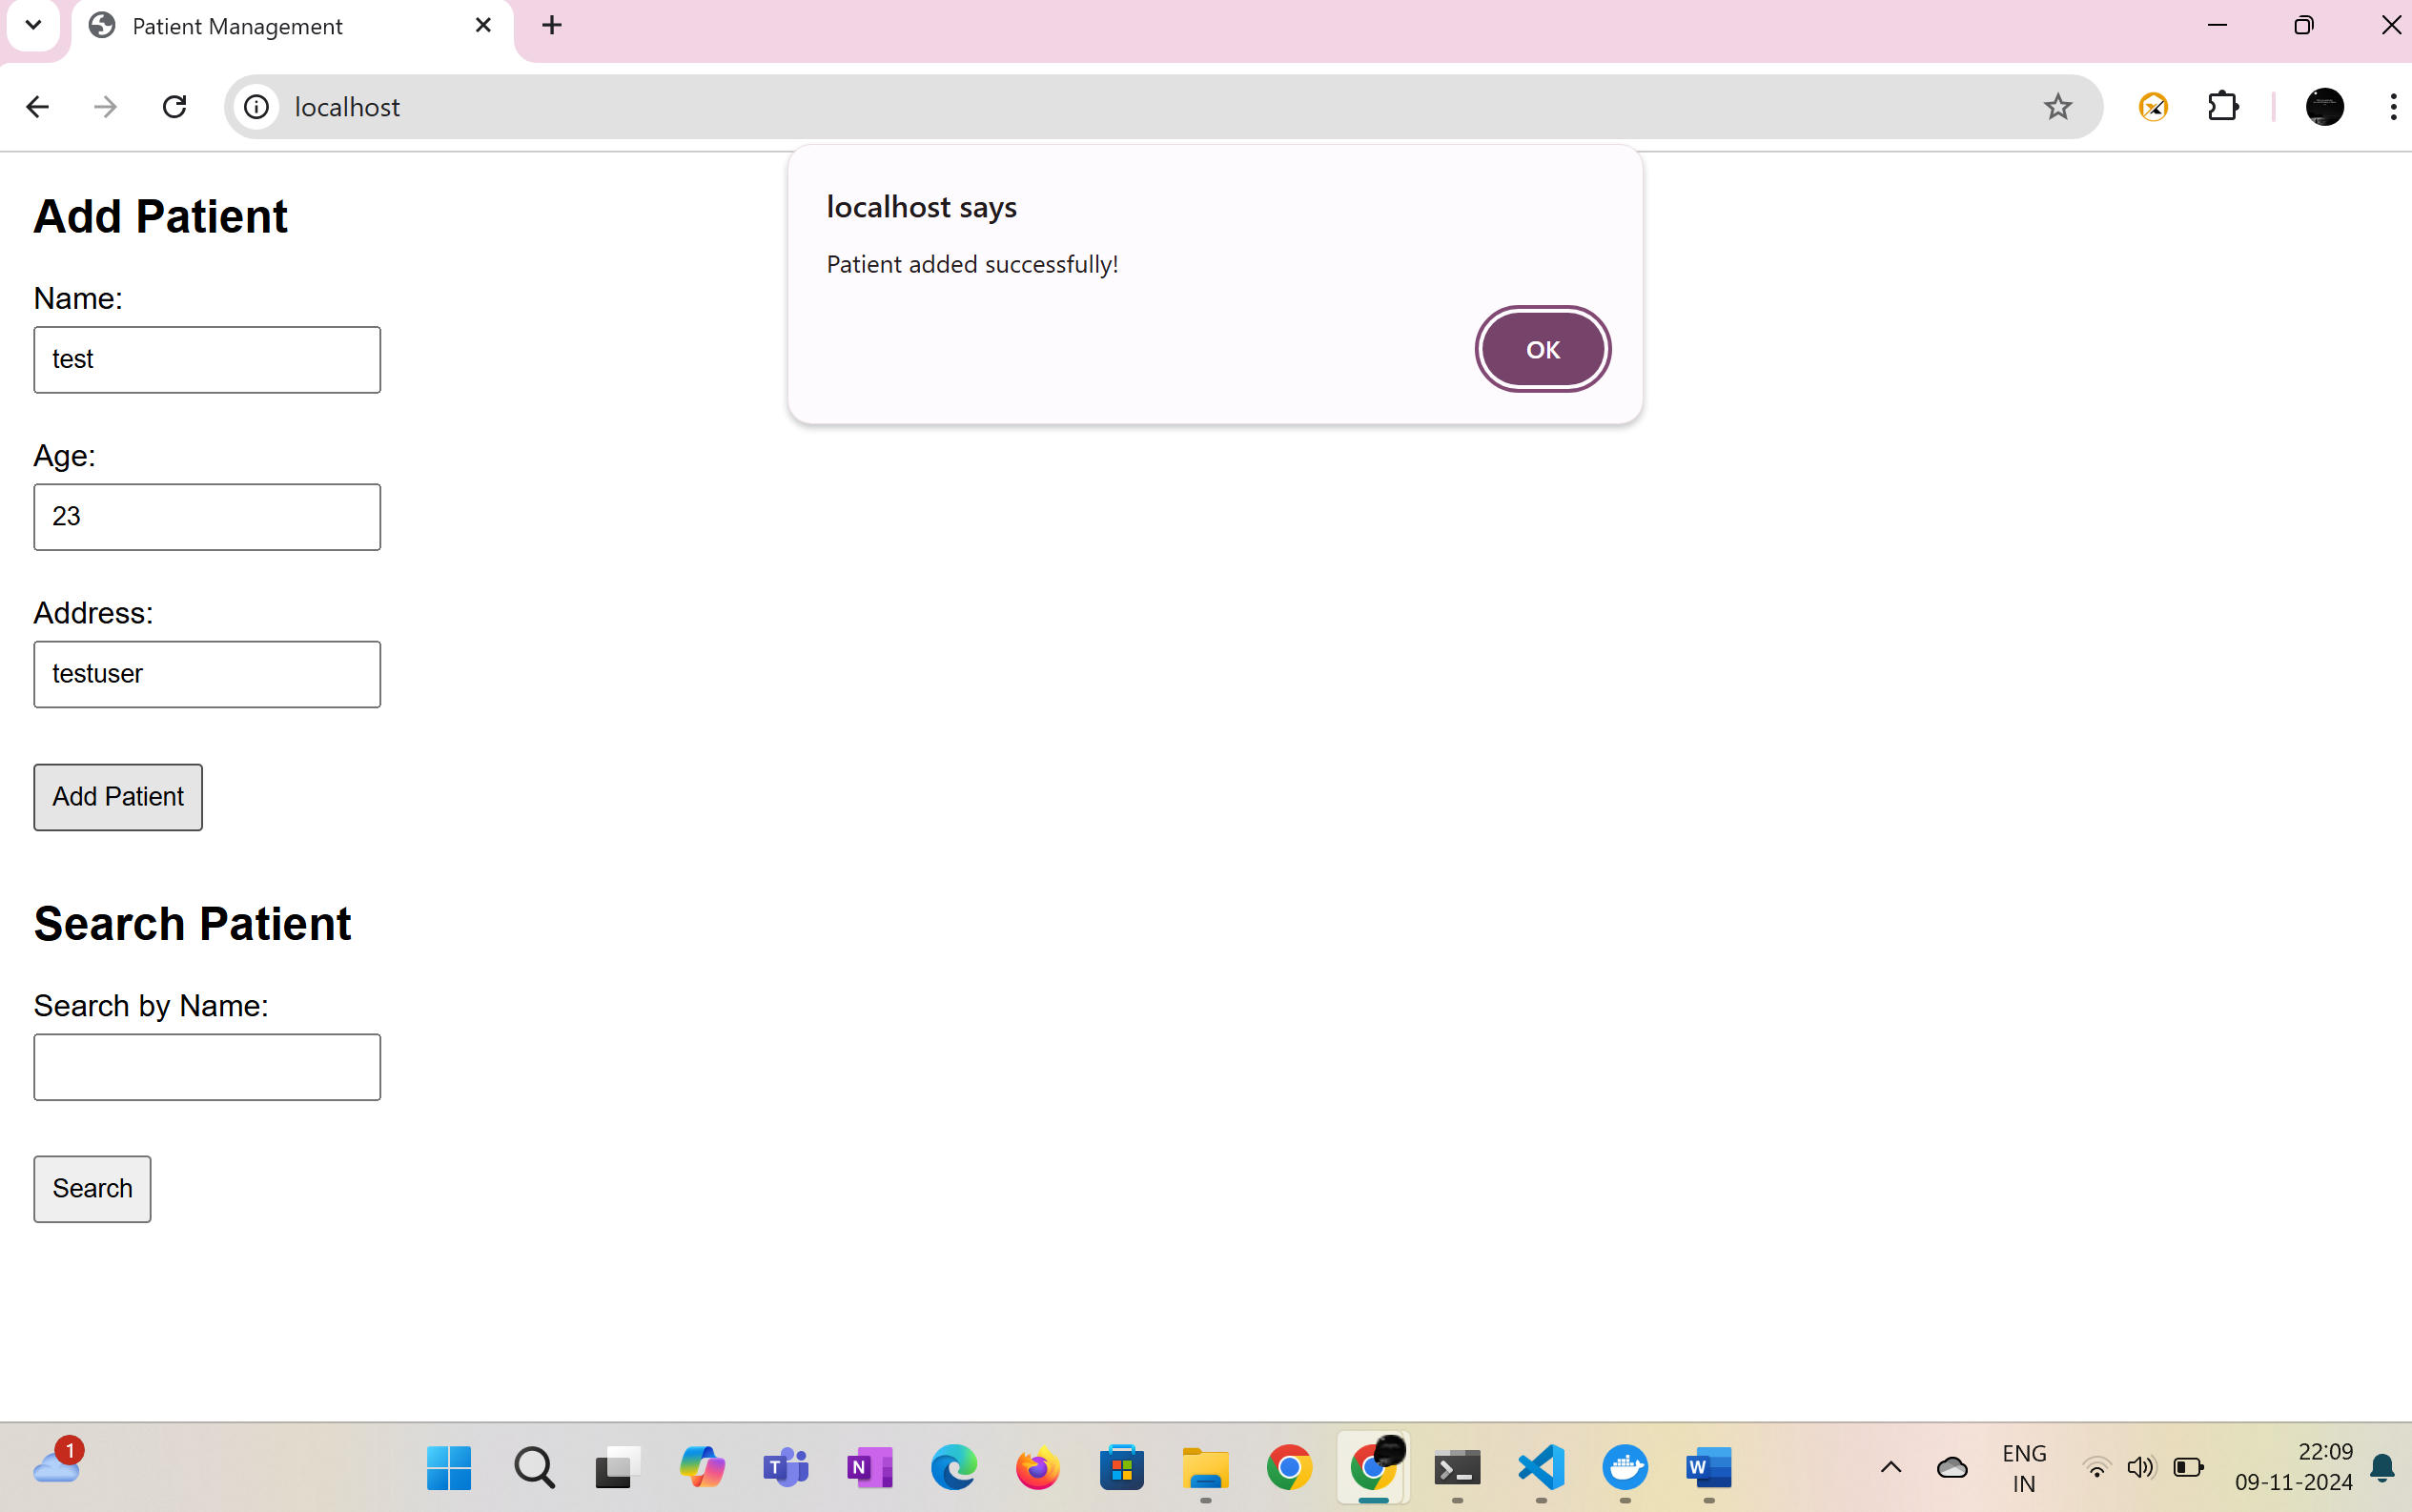 Patient Management
localhost
localhost says
Patient added successfully!
OK
Add Patient
Name:
test
Age:
23
Address:
testuser
Add Patient
Search Patient
Search by Name:
Search
1
T
N
W
ENG
IN
22:09
09-11-2024